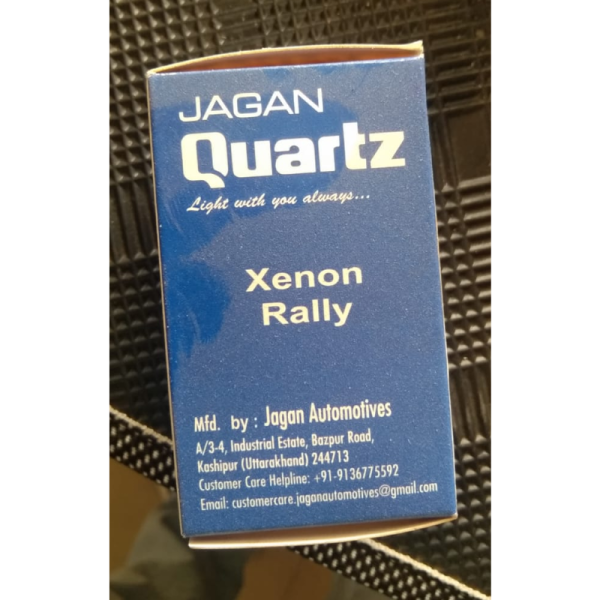 JAGAN
Quartz
Light with you always...
Xenon
Rally
Mfd. by : Jagan Automotives
A/3-4, Industrial Estate, Bazpur Road,
Kashipur (Uttarakhand) 244713
Customer Care Helpline: +91-9136775592
Email: customercare.jaganautomotives@gmail.com